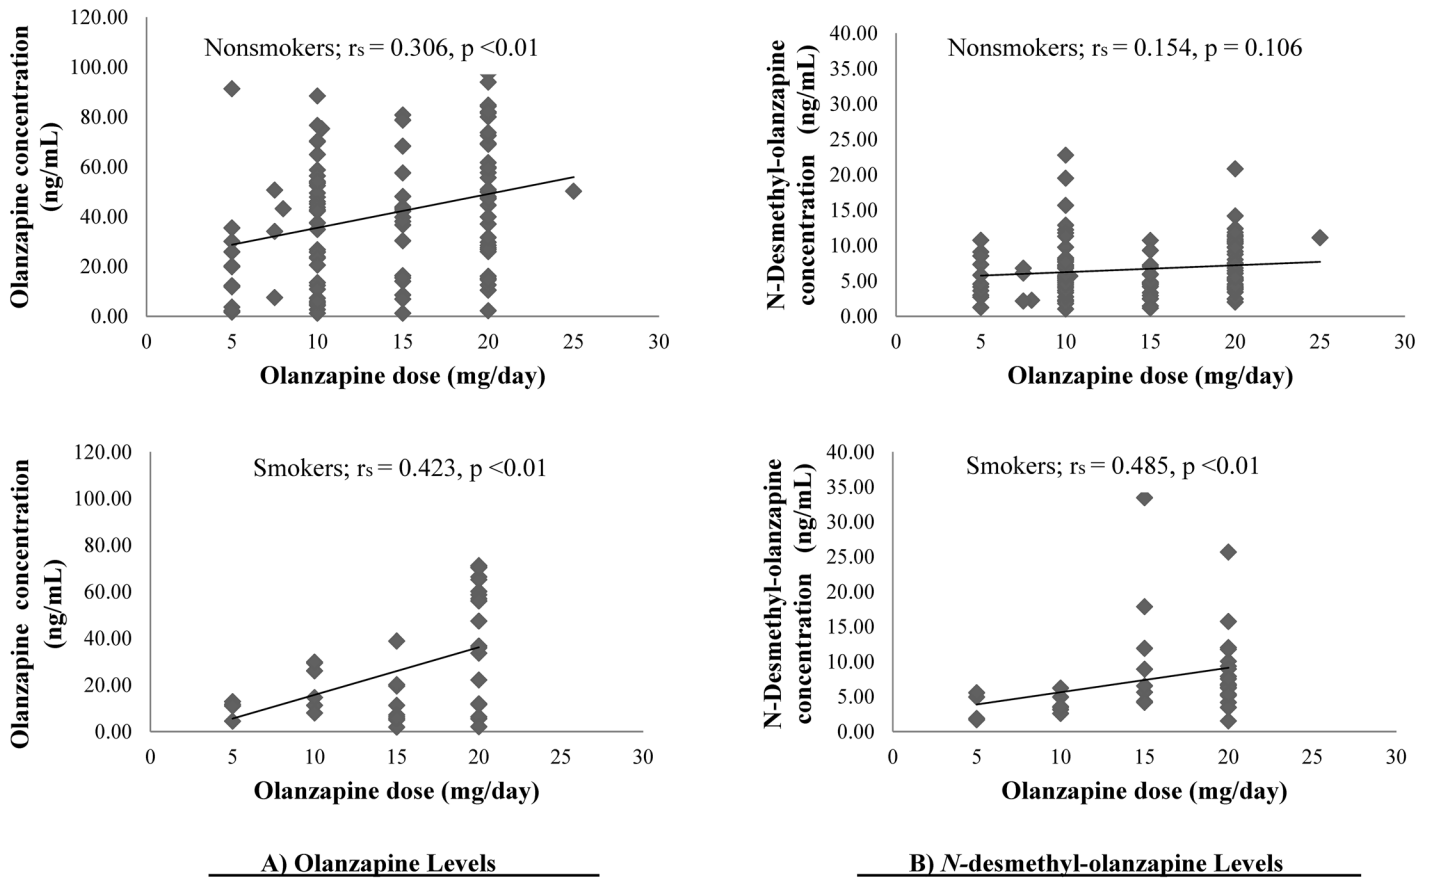 Nonsmokers; rs = 0.306, p <0.01
Olanzapine concentration
(ng/mL)
120.00
100.00
80.00
60.00
40.00
20.00
0.00
0 5 10 15 20 25 30
Olanzapine dose (mg/day)
Nonsmokers; rs = 0.154, p = 0.106
N-Desmethyl-olanzapine
concentration (ng/mL)
40.00
35.00
30.00
25.00
20.00
15.00
10.00
5.00
0.00
0 5 10 15 20 25 30
Olanzapine dose (mg/day)
Smokers; rs = 0.423, p <0.01
Olanzapine concentration
(ng/mL)
120.00
100.00
80.00
60.00
40.00
20.00
0.00
0 5 10 15 20 25 30
Olanzapine dose (mg/day)
Smokers; rs = 0.485, p <0.01
N-Desmethyl-olanzapine
concentration (ng/mL)
40.00
35.00
30.00
25.00
20.00
15.00
10.00
5.00
0.00
0 5 10 15 20 25 30
Olanzapine dose (mg/day)
A) Olanzapine Levels
B) N-desmethyl-olanzapine Levels